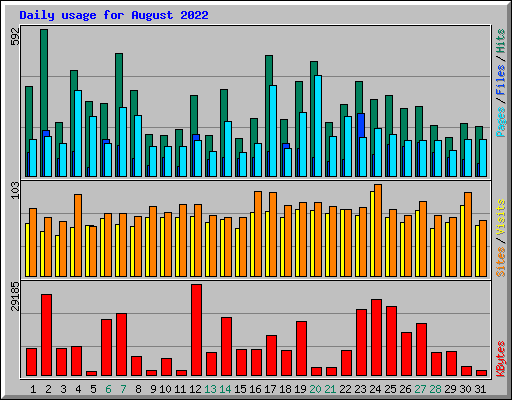 Daily usage for August 2022
592
Pages / Files / Hits
103
Sites / Visits
29185
KBytes
1 2 3 4 5 6 7 8 9 10 11 12 13 14 15 16 17 18 19 20 21 22 23 24 25 26 27 28 29 30 31